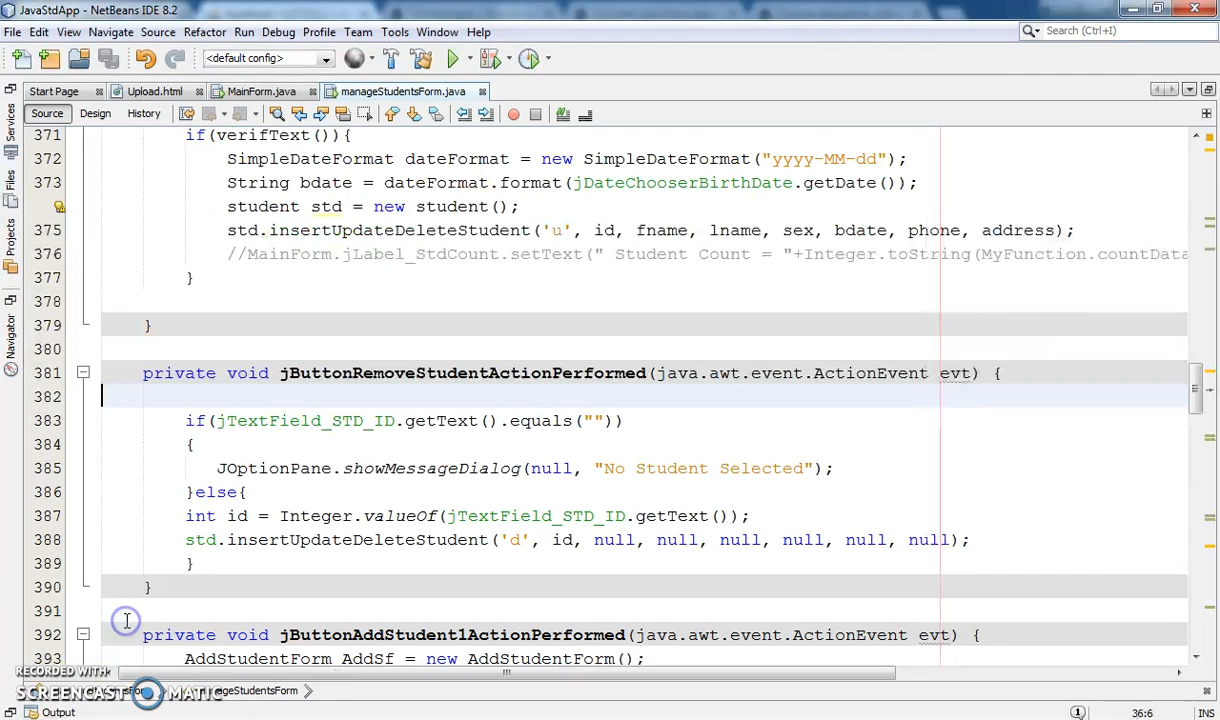 JavaStdApp - NetBeans IDE 8.2
File Edit View Navigate Source Refactor Run Debug Profile Team Tools Window Help
Search (Ctrl+I)
<default config>
Start Page Upload.html MainForm.java manageStudentsForm.java
Source Design History
Services
Files
Projects
Navigator
371 if(verifText()){
372 SimpleDateFormat dateFormat = new SimpleDateFormat("yyyy-MM-dd");
373 String bdate = dateFormat.format(jDateChooserBirthDate.getDate());
student std = new student();
375 std.insertUpdateDeleteStudent('u', id, fname, lname, sex, bdate, phone, address);
376 //MainForm.jLabel_StdCount.setText(" Student Count = "+Integer.toString(MyFunction.countData
377 }
378
379 }
380
381 private void jButtonRemoveStudentActionPerformed(java.awt.event.ActionEvent evt) {
382
383 if(jTextField_STD_ID.getText().equals(""))
384 {
385 JOptionPane.showMessageDialog(null, "No Student Selected");
386 }else{
387 int id = Integer.valueOf(jTextField_STD_ID.getText());
388 std.insertUpdateDeleteStudent('d', id, null, null, null, null, null, null);
389 }
390 }
391
392 private void jButtonAddStudent1ActionPerformed(java.awt.event.ActionEvent evt) {
393 AddStudentForm AddSf = new AddStudentForm();
RECORDED WITH
SCREENCAST MATIC
Output
1
36:6
INS